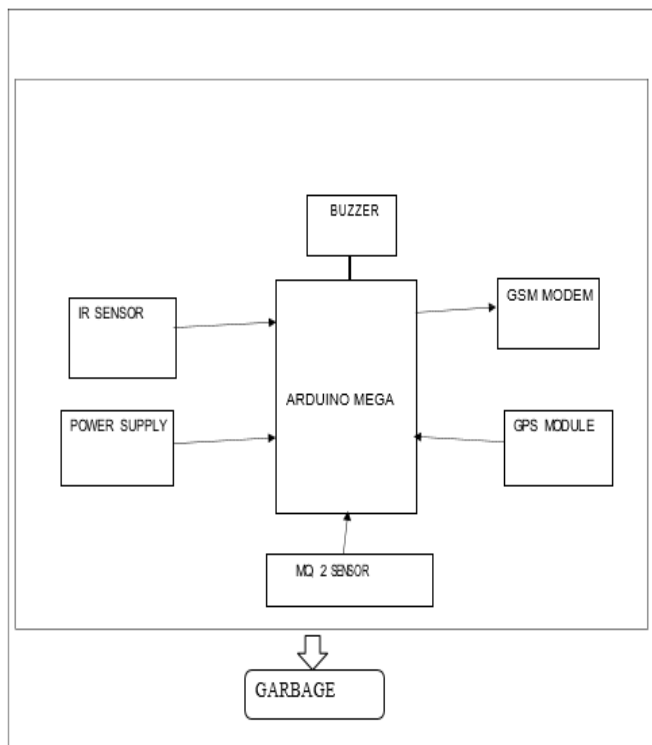 BUZZER
IR SENSOR
GSM MODEM
ARDUINO MEGA
POWER SUPPLY
GPS MODULE
MQ 2 SENSOR
GARBAGE